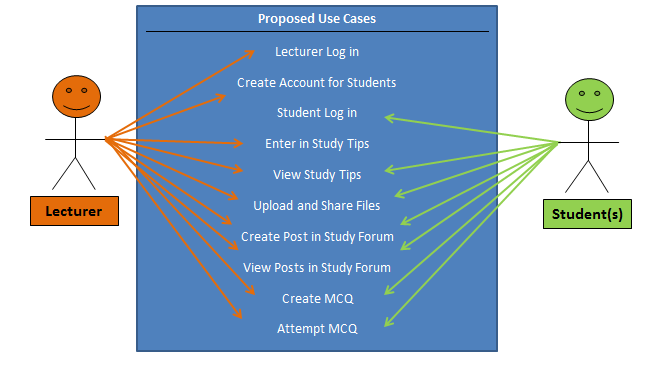 Proposed Use Cases
Lecturer Log in
Create Account for Students
Student Log in
Enter in Study Tips
View Study Tips
Upload and Share Files
Create Post in Study Forum
View Posts in Study Forum
Create MCQ
Attempt MCQ
Lecturer
Student(s)